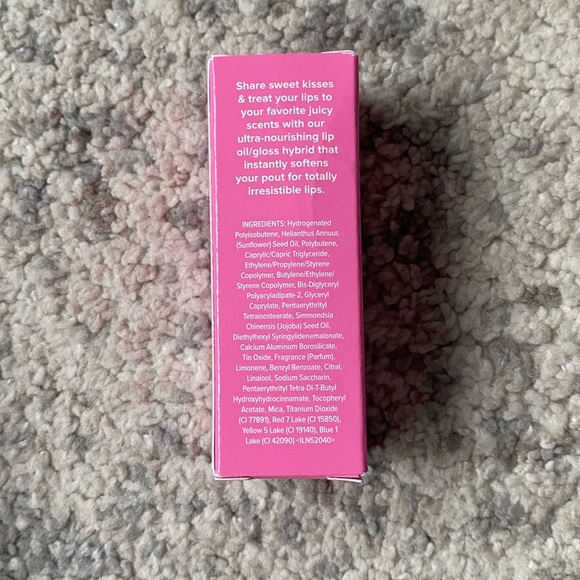 Share sweet kisses
& treat your lips to
your favorite juicy
scents with our
ultra-nourishing lip
oil/gloss hybrid that
instantly softens
your pout for totally
irresistible lips.
INGREDIENTS: Hydrogenated
Polyisobutene, Helianthus Annuus
(Sunflower) Seed Oil, Polybutene,
Caprylic/Capric Triglyceride,
Ethylene/Propylene/Styrene
Copolymer, Butylene/Ethylene/
Styrene Copolymer, Bis-Diglyceryl
Polyacyladipate-2, Glyceryl
Caprylate, Pentaerythrityl
Tetraisostearate, Simmondsia
Chinensis (Jojoba) Seed Oil,
Diethylhexyl Syringylidenemalonate,
Calcium Aluminum Borosilicate,
Tin Oxide, Fragrance (Parfum),
Limonene, Benzyl Benzoate, Citral,
Linalool, Sodium Saccharin,
Pentaerythrityl Tetra-Di-T-Butyl
Hydroxyhydrocinnamate, Tocopheryl
Acetate, Mica, Titanium Dioxide
(CI 77891), Red 7 Lake (CI 15850),
Yellow 5 Lake (CI 19140), Blue 1
Lake (CI 42090) <ILNS2040>